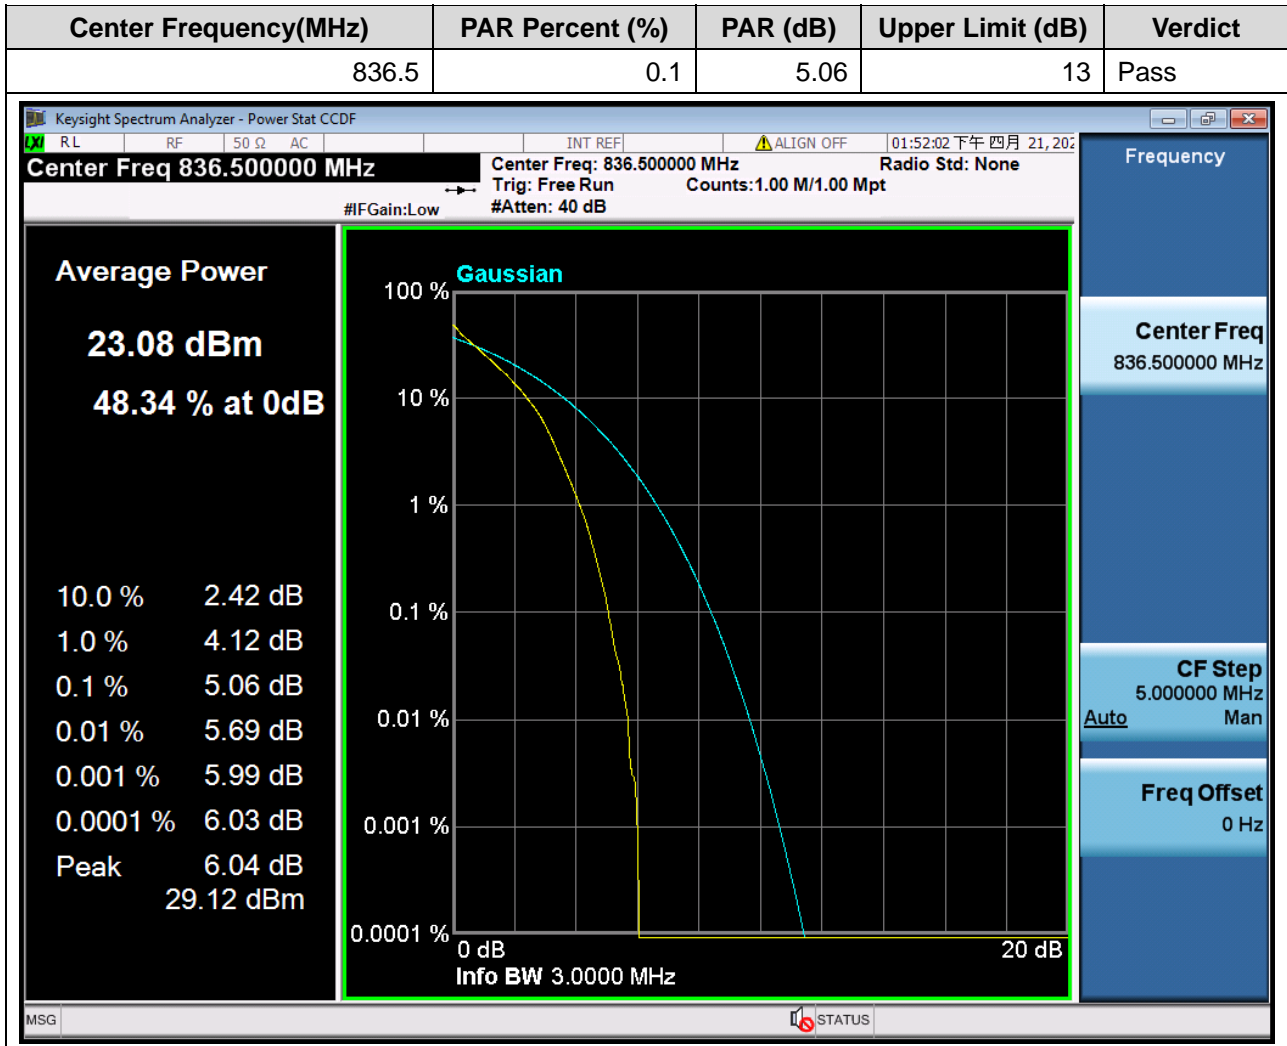 Center Frequency(MHz) PAR Percent (%) PAR (dB) Upper Limit (dB) Verdict
836.5 0.1 5.06 13 Pass
Keysight Spectrum Analyzer - Power Stat CCDF
LXI RL RF 50 Ω AC INT REF ALIGN OFF 01:52:02 下午 四月 21, 202
Center Freq 836.500000 MHz
Center Freq: 836.500000 MHz Radio Std: None
Trig: Free Run Counts:1.00 M/1.00 Mpt
#IFGain:Low #Atten: 40 dB
Frequency
Average Power
23.08 dBm
48.34 % at 0dB
10.0 % 2.42 dB
1.0 % 4.12 dB
0.1 % 5.06 dB
0.01 % 5.69 dB
0.001 % 5.99 dB
0.0001 % 6.03 dB
Peak 6.04 dB
29.12 dBm
Gaussian
100 %
10 %
1 %
0.1 %
0.01 %
0.001 %
0.0001 %
0 dB 20 dB
Info BW 3.0000 MHz
Center Freq
836.500000 MHz
CF Step
5.000000 MHz
Auto Man
Freq Offset
0 Hz
MSG STATUS